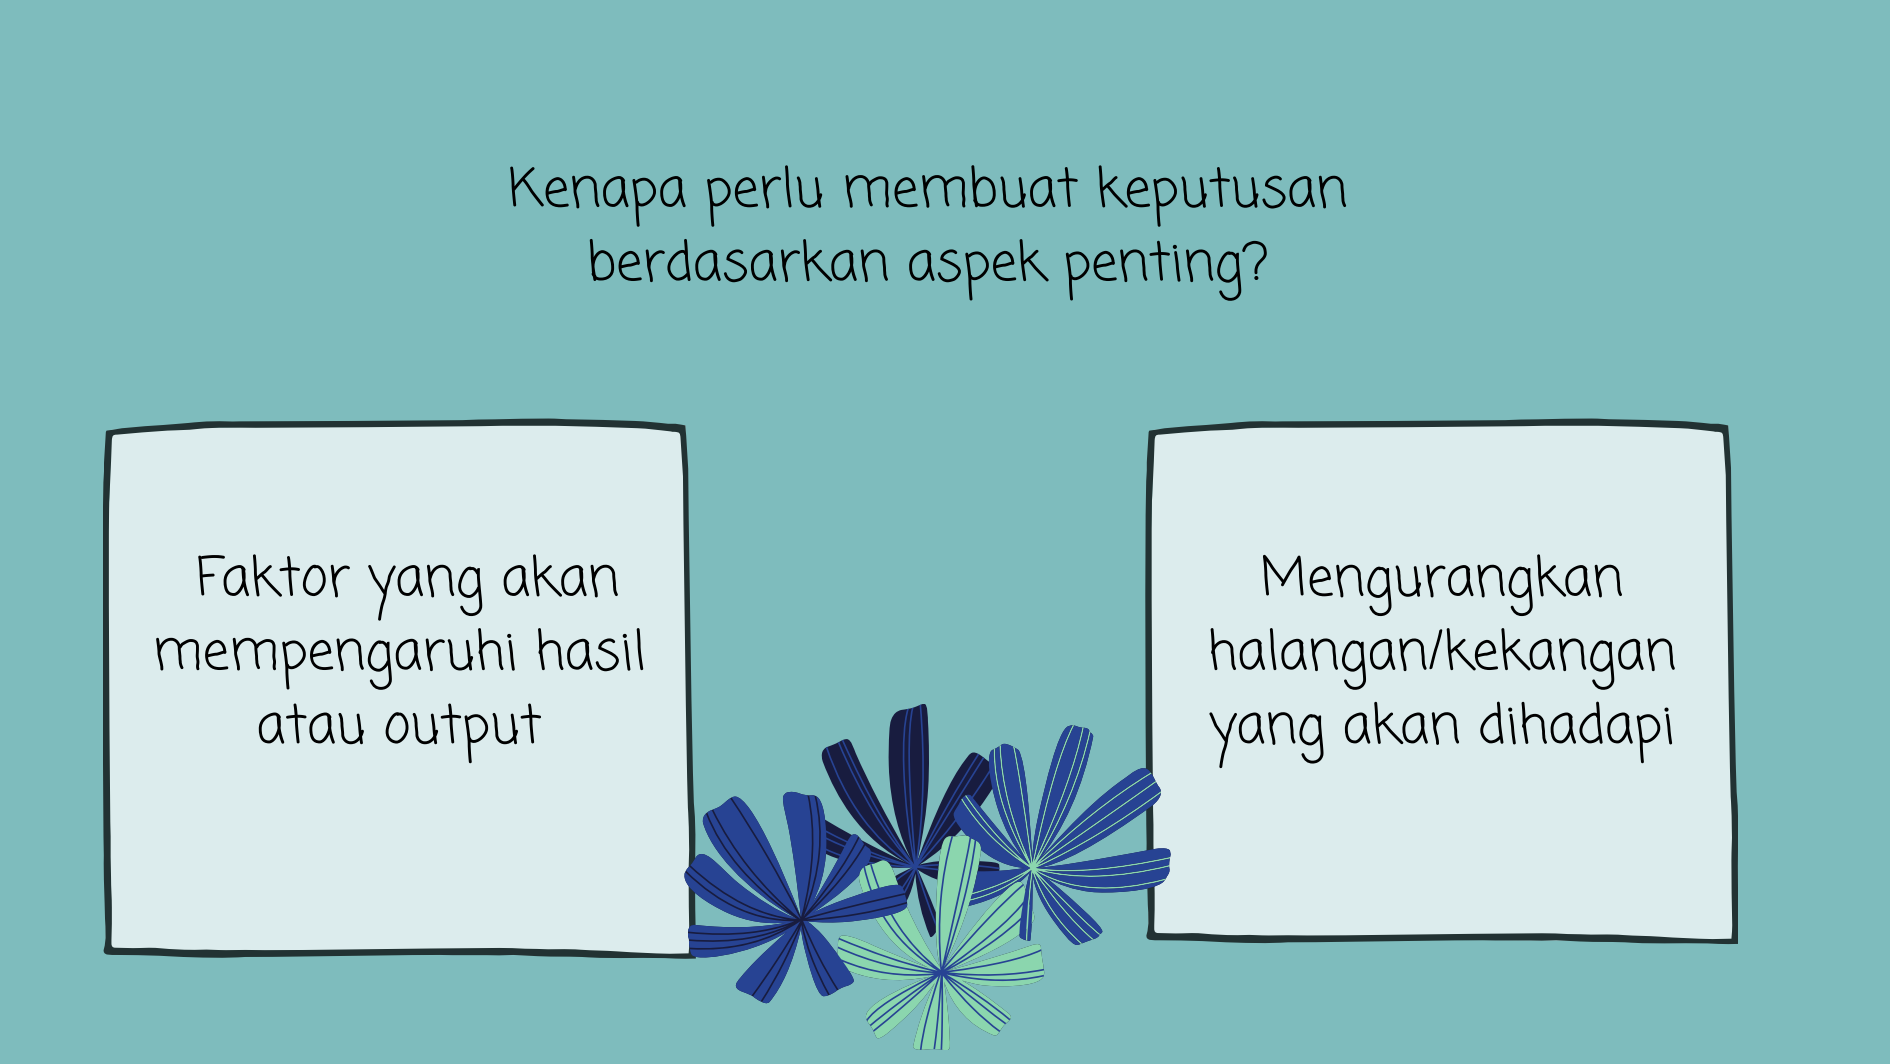 Kenapa perlu membuat keputusan
berdasarkan aspek penting?
Faktor yang akan
mempengaruhi hasil
atau output
Mengurangkan
halangan/kekangan
yang akan dihadapi